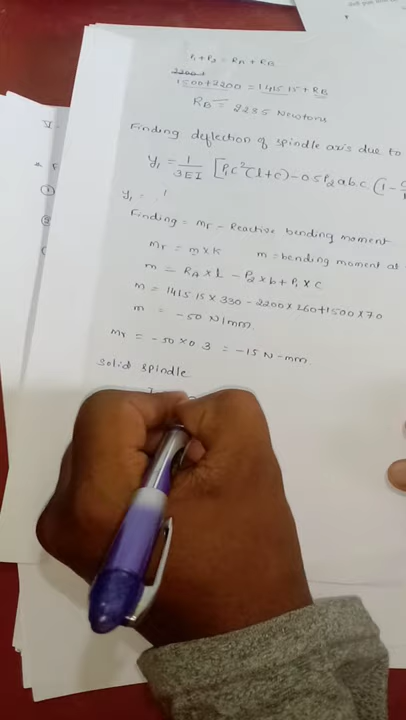 P1 + P2 = RA + RB
2200+
1500+2200 = 1415.15 + RB
RB = 2235 Newtons
Finding deflection of spindle axis due to
y1 = 1/3EI [P1c²(l+c) - 0.5P2abc (1 -
y1 =
Finding = mr - Reactive bending moment
mr = m×k m = bending moment at
m = RA × L - P2 × b + P1 × C
m = 1415.15 × 330 - 2200 × 260 + 1500 × 70
m = -50 N/mm.
mr = -50 × 0.3 = -15 N-mm
Solid spindle